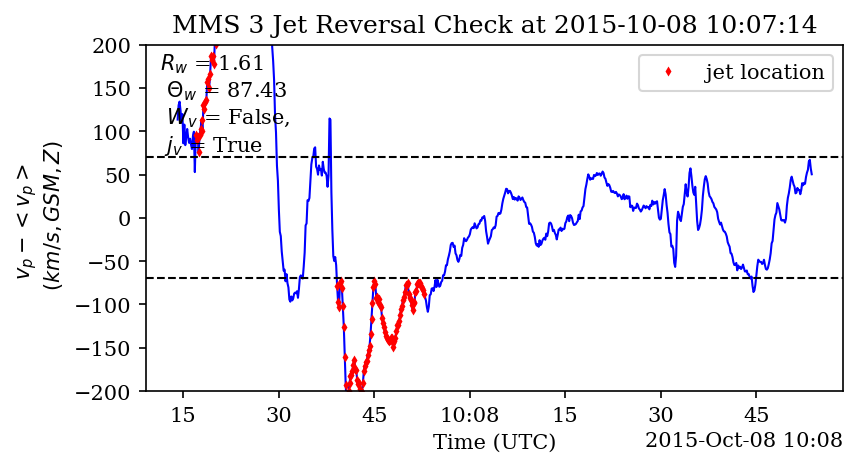 MMS 3 Jet Reversal Check at 2015-10-08 10:07:14
R_w = 1.61
Θ_w = 87.43
W_v = False,
j_v = True
jet location
200
150
100
50
0
−50
−100
−150
−200
v_p − < v_p >
(km/s, GSM, Z)
15 30 45 10:08 15 30 45
Time (UTC)
2015-Oct-08 10:08